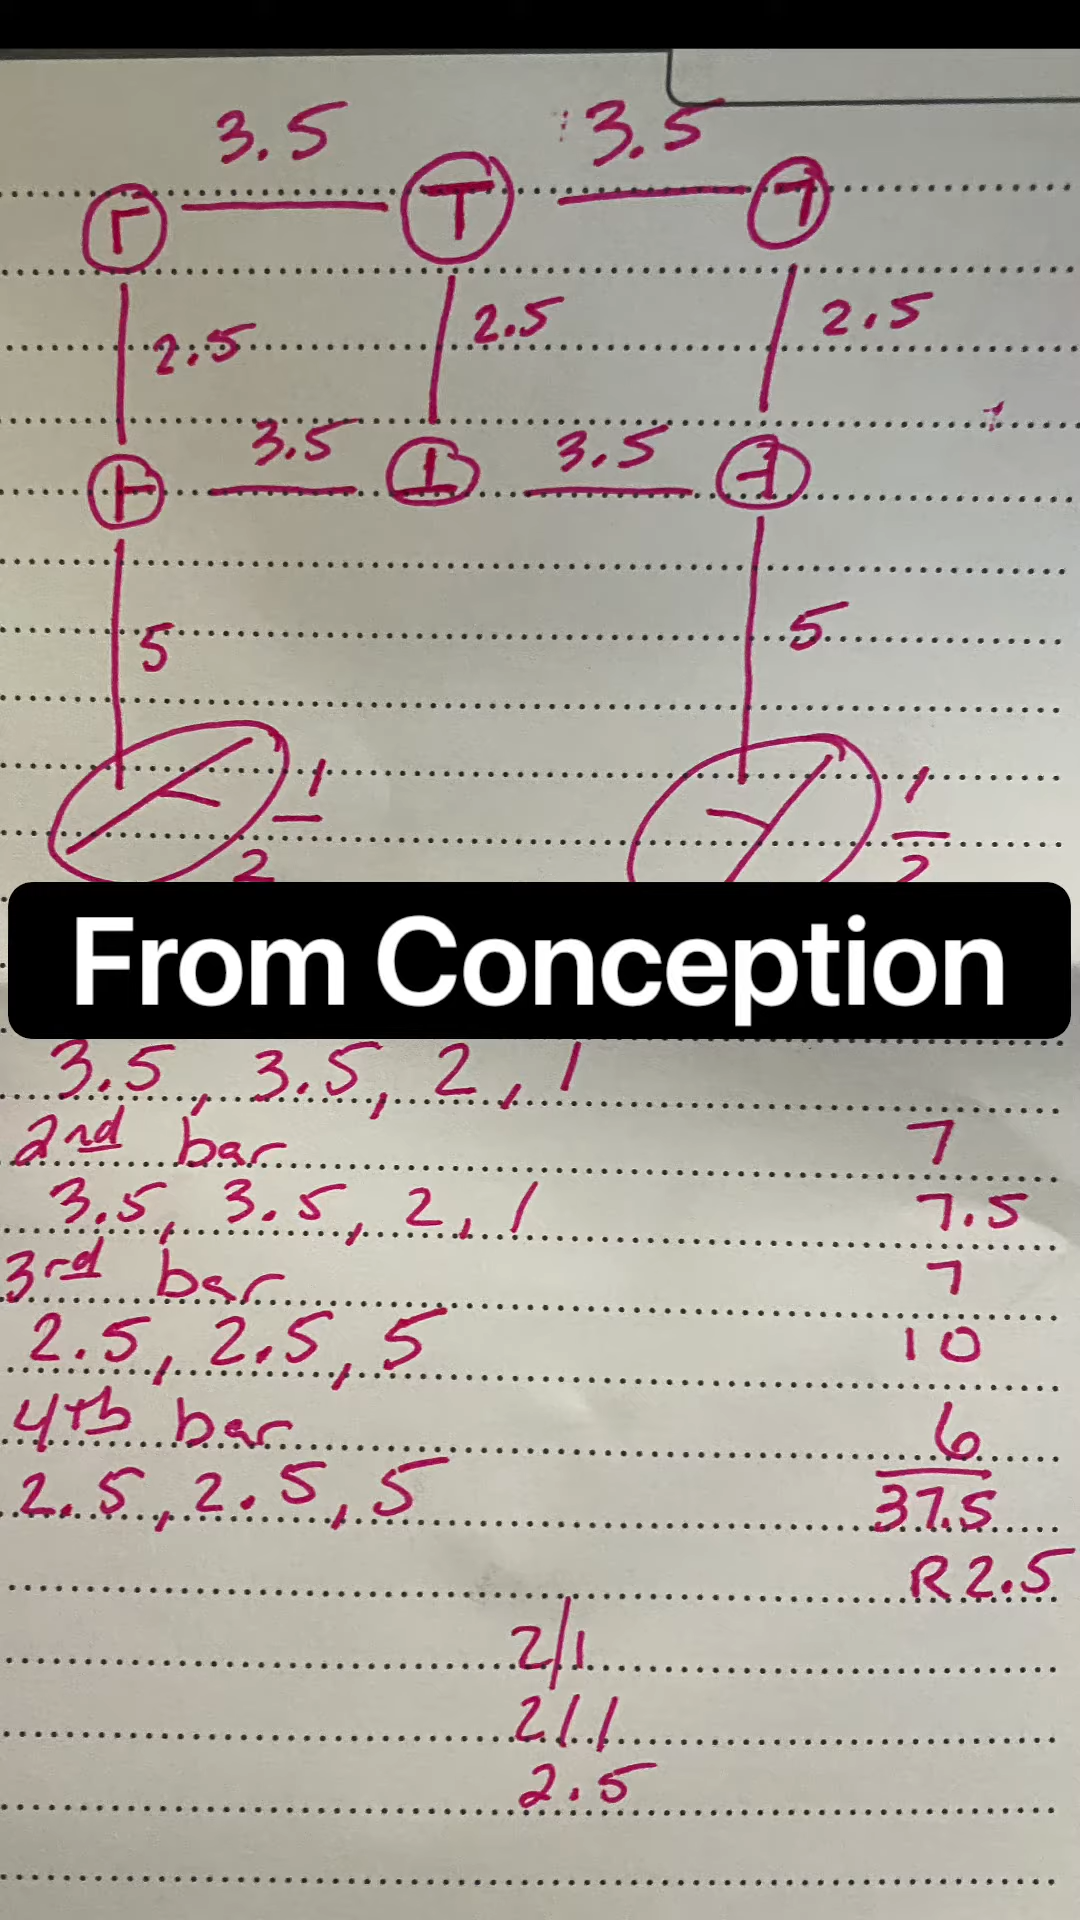 3.5 3.5
2.5 2.5 2.5
3.5 3.5
5 5
1/2 1/2
From Conception
3.5, 3.5, 2, 1
2nd bar 7
3.5, 3.5, 2, 1 7.5
3rd bar 7
2.5, 2.5, 5 10
4th bar 6
2.5, 2.5, 5 37.5
R 2.5
2/1
2/1/
2.5